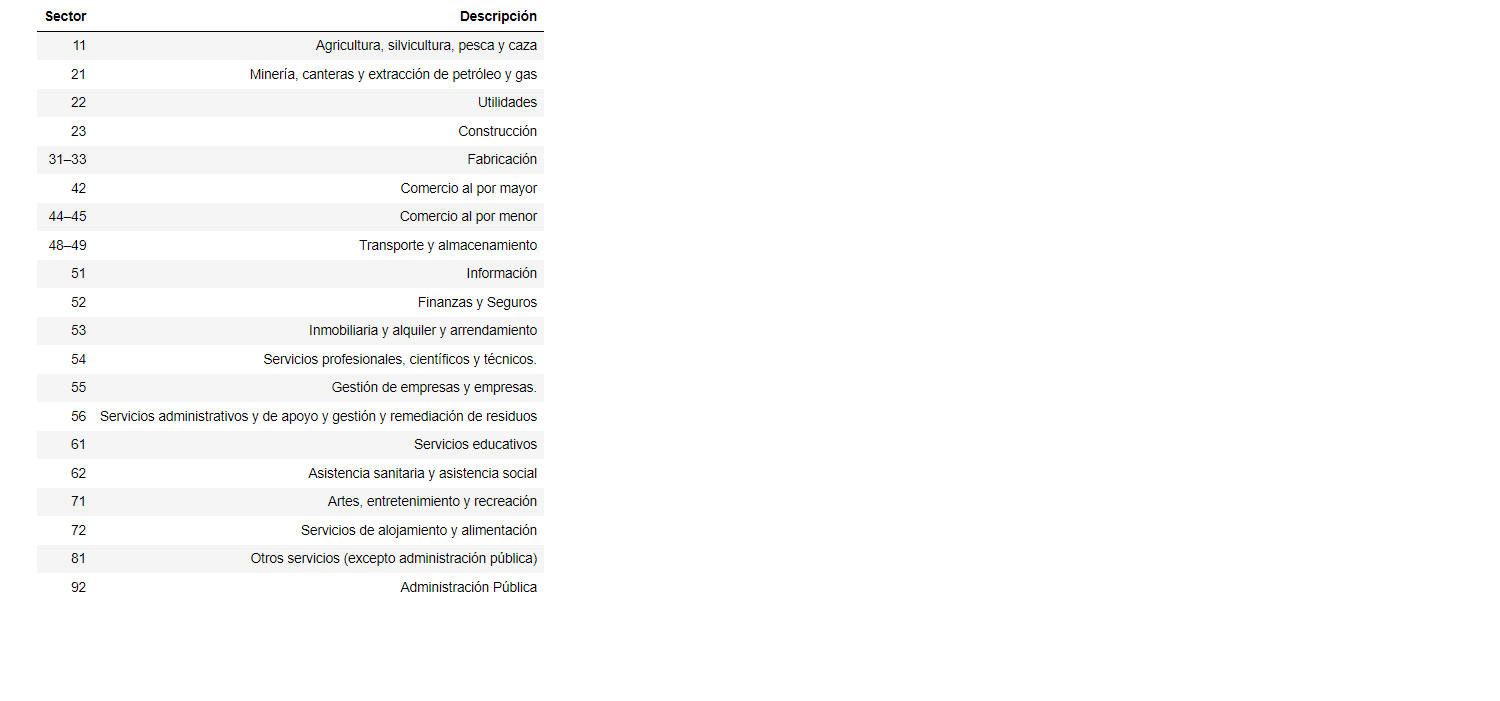 Sector Descripción
11 Agricultura, silvicultura, pesca y caza
21 Minería, canteras y extracción de petróleo y gas
22 Utilidades
23 Construcción
31–33 Fabricación
42 Comercio al por mayor
44–45 Comercio al por menor
48–49 Transporte y almacenamiento
51 Información
52 Finanzas y Seguros
53 Inmobiliaria y alquiler y arrendamiento
54 Servicios profesionales, científicos y técnicos.
55 Gestión de empresas y empresas.
56 Servicios administrativos y de apoyo y gestión y remediación de residuos
61 Servicios educativos
62 Asistencia sanitaria y asistencia social
71 Artes, entretenimiento y recreación
72 Servicios de alojamiento y alimentación
81 Otros servicios (excepto administración pública)
92 Administración Pública